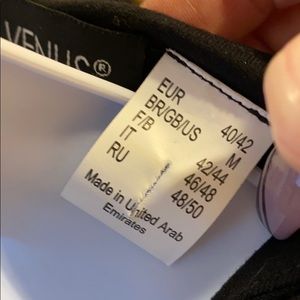 VENUS®
EUR 40/42
BR/GB/US M
F/B 42/44
IT 46/48
RU 48/50
Made in United Arab
Emirates